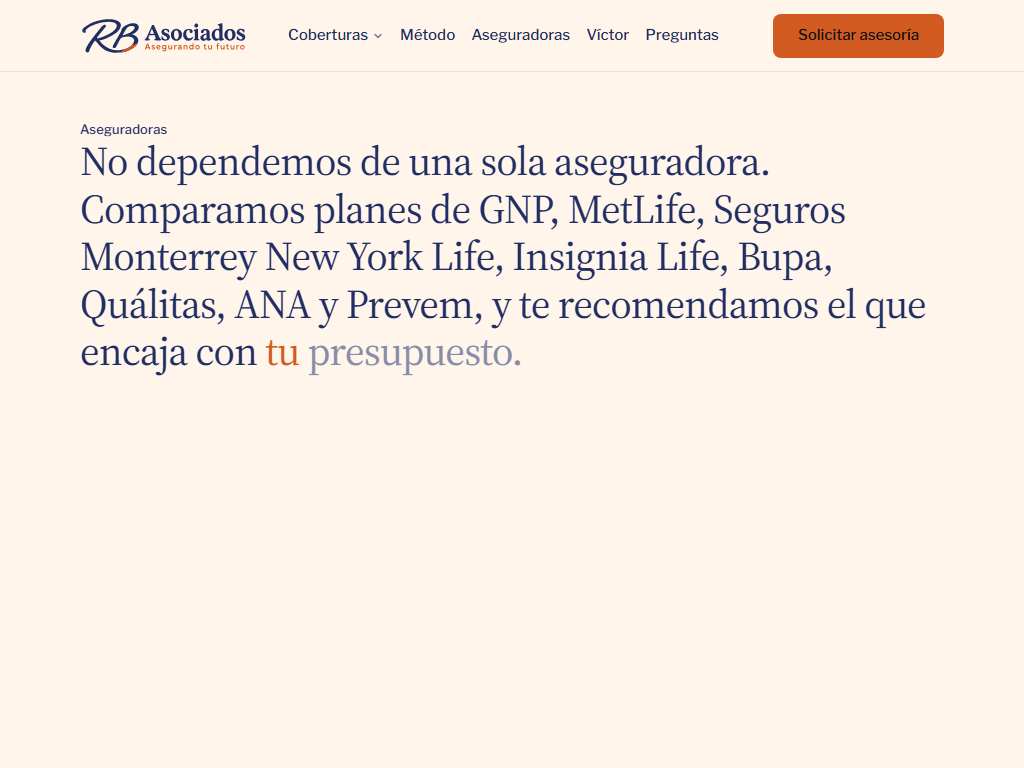 RB Asociados
Asegurando tu futuro
Coberturas
Método
Aseguradoras
Víctor
Preguntas
Solicitar asesoría
Aseguradoras
No dependemos de una sola aseguradora.
Comparamos planes de GNP, MetLife, Seguros
Monterrey New York Life, Insignia Life, Bupa,
Quálitas, ANA y Prevem, y te recomendamos el que
encaja con tu presupuesto.